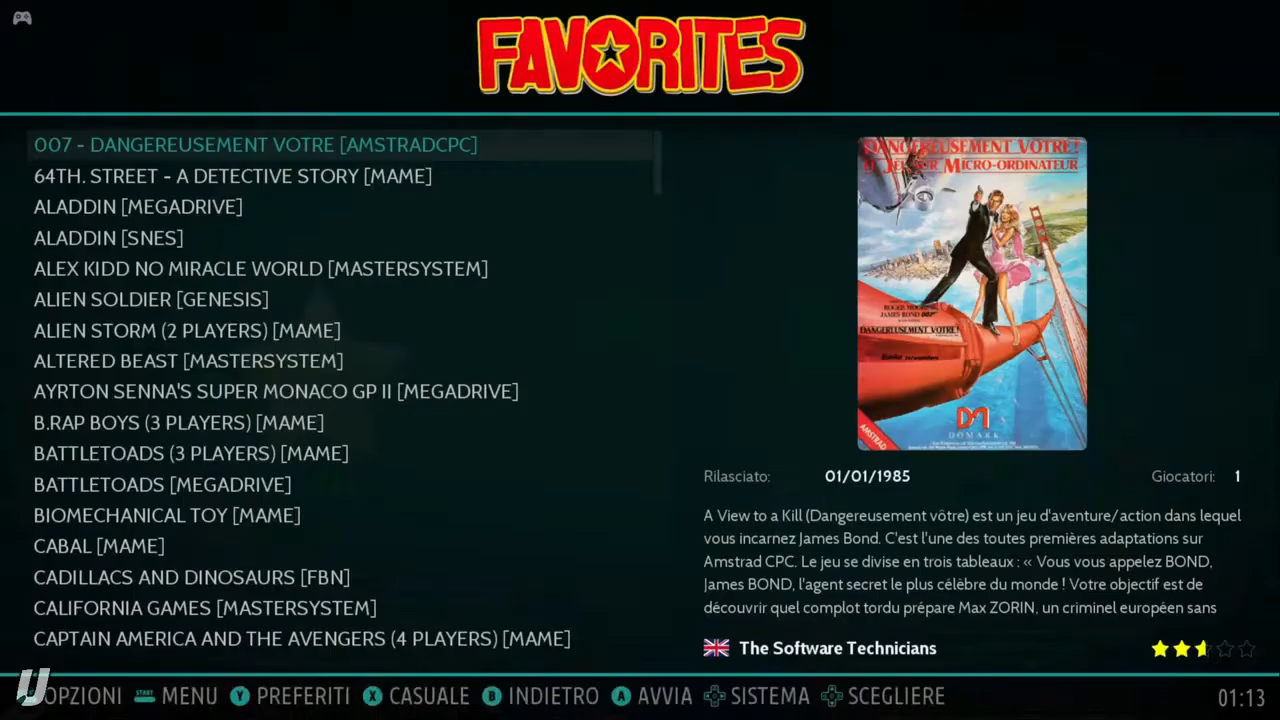 FAVORITES
007 - DANGEREUSEMENT VOTRE [AMSTRADCPC]
64TH. STREET - A DETECTIVE STORY [MAME]
ALADDIN [MEGADRIVE]
ALADDIN [SNES]
ALEX KIDD NO MIRACLE WORLD [MASTERSYSTEM]
ALIEN SOLDIER [GENESIS]
ALIEN STORM (2 PLAYERS) [MAME]
ALTERED BEAST [MASTERSYSTEM]
AYRTON SENNA'S SUPER MONACO GP II [MEGADRIVE]
B.RAP BOYS (3 PLAYERS) [MAME]
BATTLETOADS (3 PLAYERS) [MAME]
BATTLETOADS [MEGADRIVE]
BIOMECHANICAL TOY [MAME]
CABAL [MAME]
CADILLACS AND DINOSAURS [FBN]
CALIFORNIA GAMES [MASTERSYSTEM]
CAPTAIN AMERICA AND THE AVENGERS (4 PLAYERS) [MAME]
DANGEREUSEMENT VOTRE!
LE JEU SUR MICRO-ORDINATEUR
JAMES BOND 007
DANGEREUSEMENT VOTRE!
AMSTRAD
DOMARK
Rilasciato: 01/01/1985 Giocatori: 1
A View to a Kill (Dangereusement vôtre) est un jeu d'aventure/action dans lequel
vous incarnez James Bond. C'est l'une des toutes premières adaptations sur
Amstrad CPC. Le jeu se divise en trois tableaux : « Vous vous appelez BOND,
James BOND, l'agent secret le plus célèbre du monde ! Votre objectif est de
découvrir quel complot tordu prépare Max ZORIN, un criminel européen sans
The Software Technicians
OPZIONI START MENU Y PREFERITI X CASUALE B INDIETRO A AVVIA SISTEMA SCEGLIERE 01:13